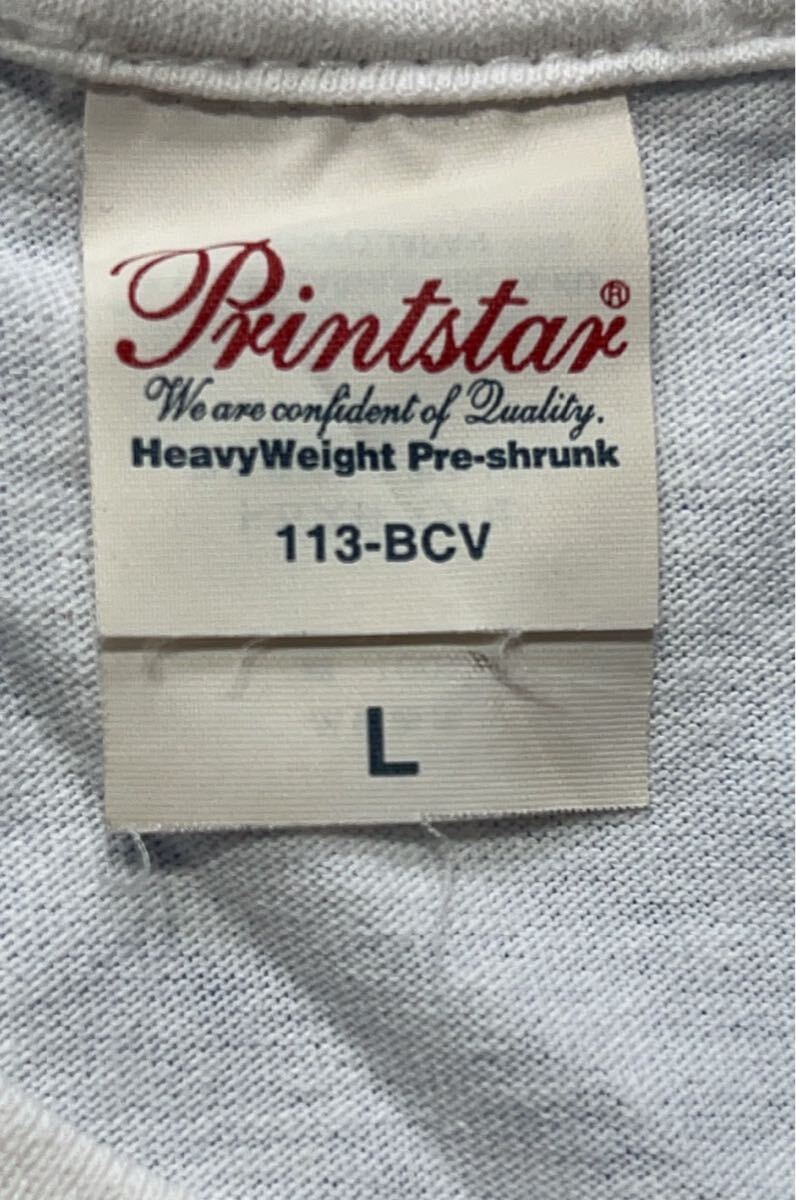 Printstar®
We are confident of Quality.
HeavyWeight Pre-shrunk
113-BCV
L